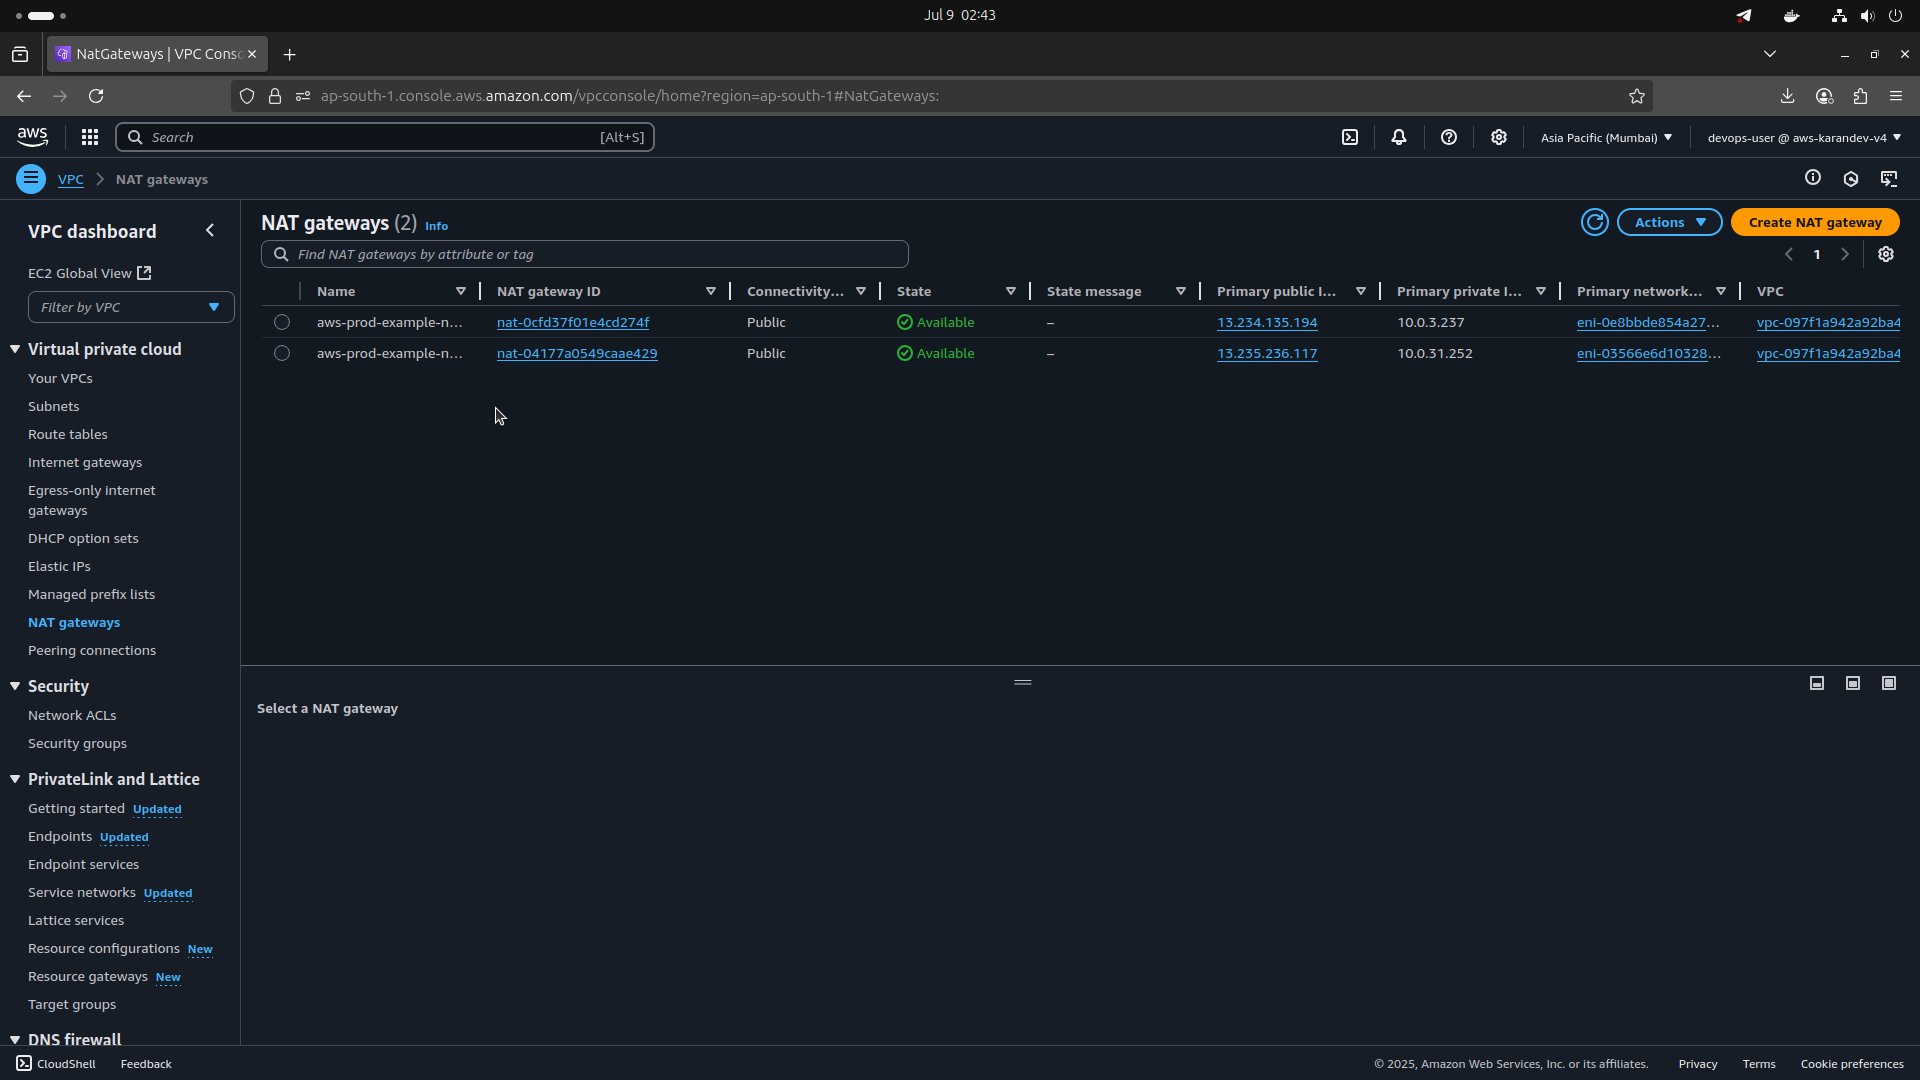 Jul 9 02:43
NatGateways | VPC Conso
ap-south-1.console.aws.amazon.com/vpcconsole/home?region=ap-south-1#NatGateways:
aws
Search [Alt+S]
Asia Pacific (Mumbai)
devops-user @ aws-karandev-v4
VPC
NAT gateways
VPC dashboard
EC2 Global View
Filter by VPC
Virtual private cloud
Your VPCs
Subnets
Route tables
Internet gateways
Egress-only internet
gateways
DHCP option sets
Elastic IPs
Managed prefix lists
NAT gateways
Peering connections
Security
Network ACLs
Security groups
PrivateLink and Lattice
Getting started Updated
Endpoints Updated
Endpoint services
Service networks Updated
Lattice services
Resource configurations New
Resource gateways New
Target groups
DNS firewall
NAT gateways (2) Info
Actions
Create NAT gateway
Find NAT gateways by attribute or tag
1
Name NAT gateway ID Connectivity... State State message Primary public I... Primary private I... Primary network... VPC
aws-prod-example-n... nat-0cfd37f01e4cd274f Public Available – 13.234.135.194 10.0.3.237 eni-0e8bbde854a27... vpc-097f1a942a92ba4
aws-prod-example-n... nat-04177a0549caae429 Public Available – 13.235.236.117 10.0.31.252 eni-03566e6d10328... vpc-097f1a942a92ba4
Select a NAT gateway
CloudShell
Feedback
© 2025, Amazon Web Services, Inc. or its affiliates.
Privacy
Terms
Cookie preferences